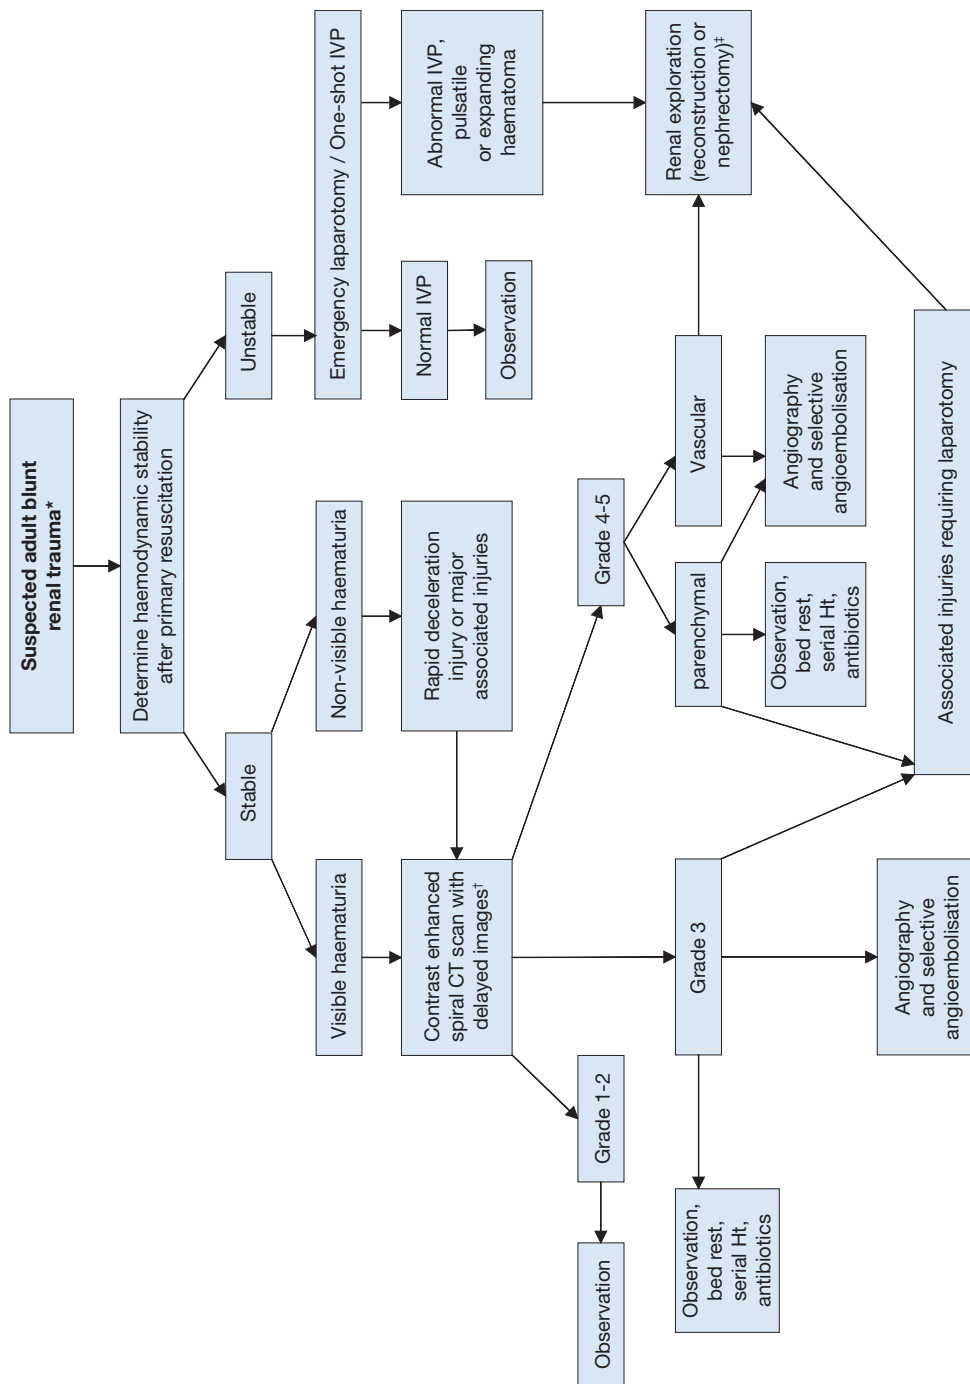 Suspected adult blunt
renal trauma*
Determine haemodynamic stability
after primary resuscitation
Stable
Unstable
Visible haematuria
Non-visible haematuria
Emergency laparotomy / One-shot IVP
Contrast enhanced
spiral CT scan with
delayed images†
Rapid deceleration
injury or major
associated injuries
Normal IVP
Abnormal IVP,
pulsatile
or expanding
haematoma
Observation
Grade 1-2
Grade 4-5
Observation
Grade 3
parenchymal
Vascular
Renal exploration
(reconstruction or
nephrectomy)‡
Observation,
bed rest,
serial Ht,
antibiotics
Observation,
bed rest,
serial Ht,
antibiotics
Angiography
and selective
angioembolisation
Angiography
and selective
angioembolisation
Associated injuries requiring laparotomy